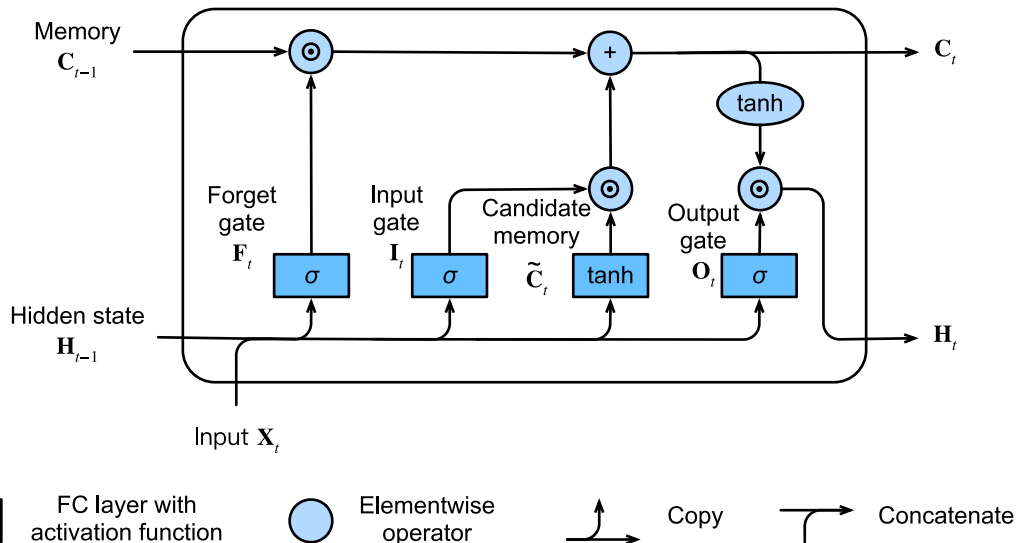 Memory
C_{t−1}
⊙
+
C_t
tanh
Forget
gate
F_t
Input
gate
I_t
Candidate
memory
C̃_t
⊙
Output
gate
O_t
⊙
σ
σ
tanh
σ
Hidden state
H_{t−1}
H_t
Input X_t
FC layer with
activation function
Elementwise
operator
Copy
Concatenate